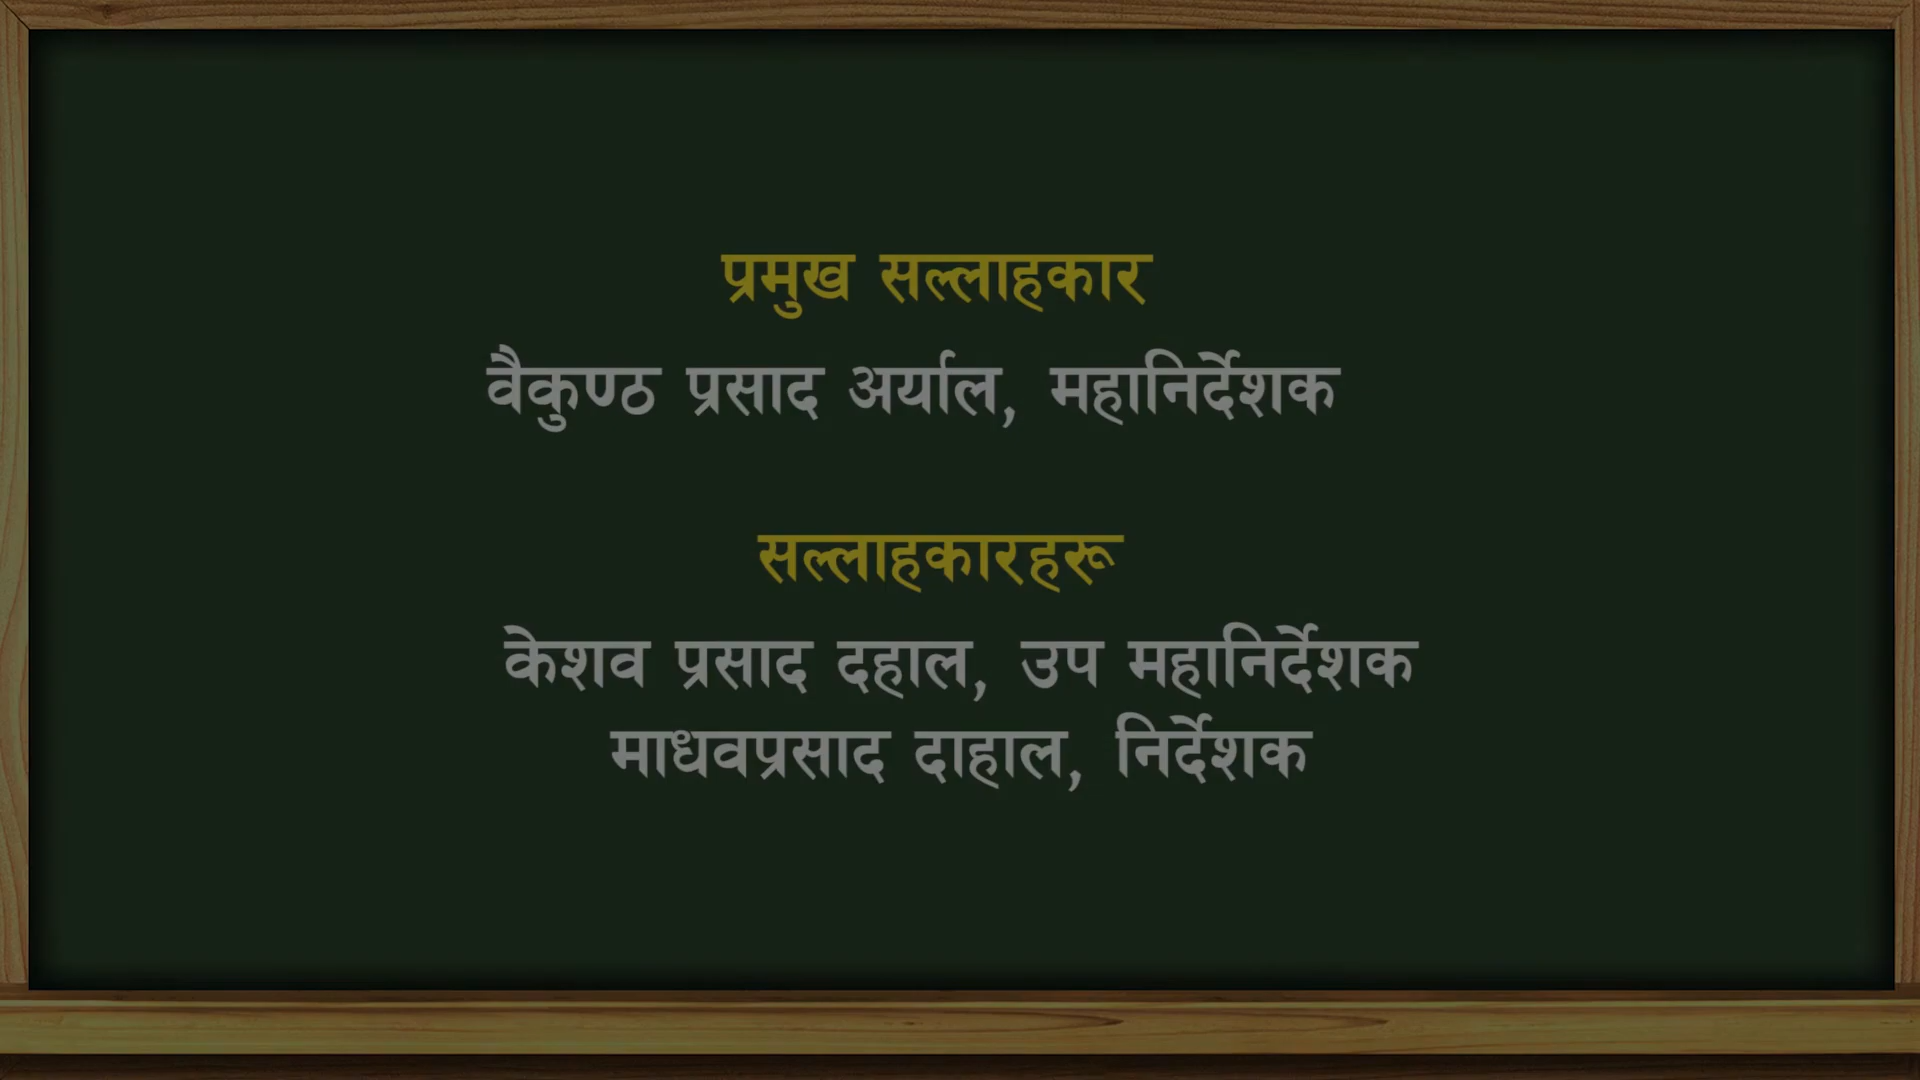 प्रमुख सल्लाहकार
वैकुण्ठ प्रसाद अर्याल, महानिर्देशक
सल्लाहकारहरू
केशव प्रसाद दहाल, उप महानिर्देशक
माधवप्रसाद दाहाल, निर्देशक